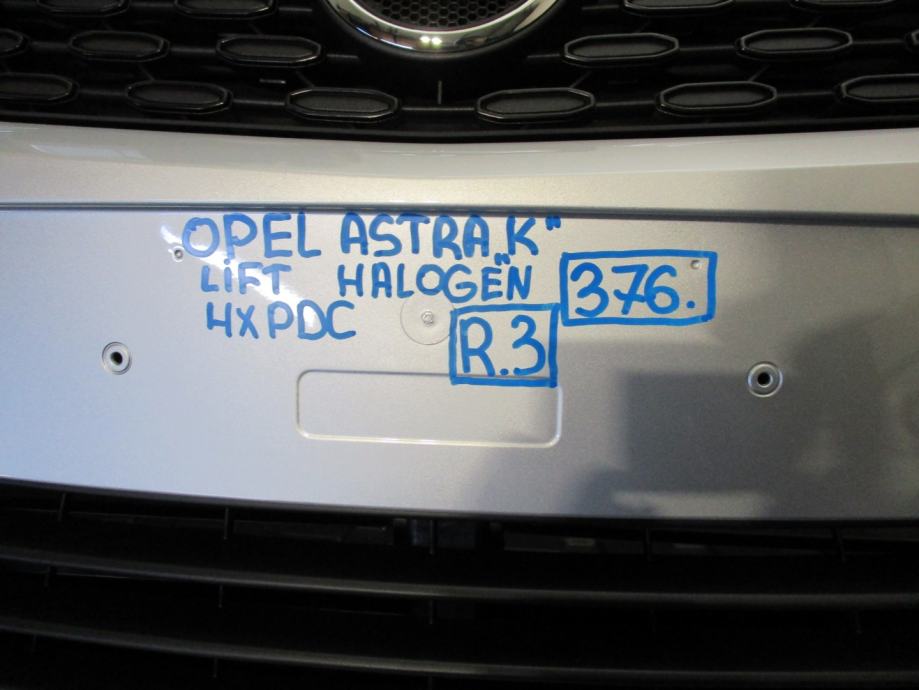 OPEL ASTRA „K"
LIFT HALOGEN
376.
4XPDC
R.3